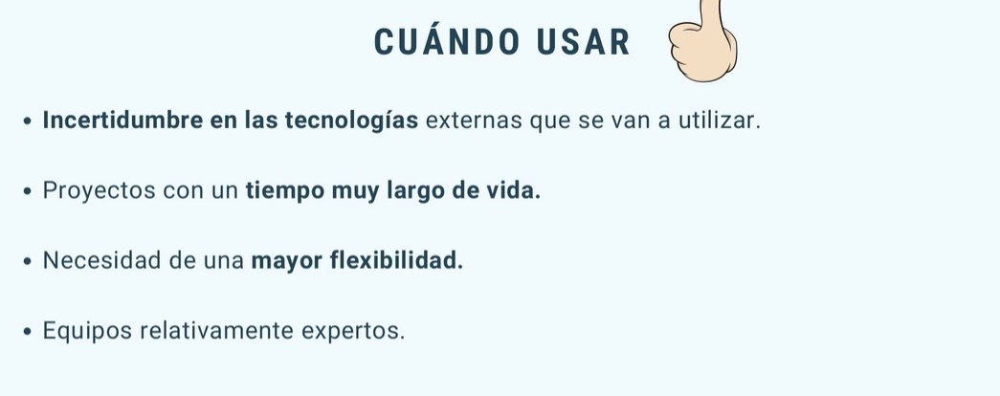 CUÁNDO USAR
• Incertidumbre en las tecnologías externas que se van a utilizar.
• Proyectos con un tiempo muy largo de vida.
• Necesidad de una mayor flexibilidad.
• Equipos relativamente expertos.